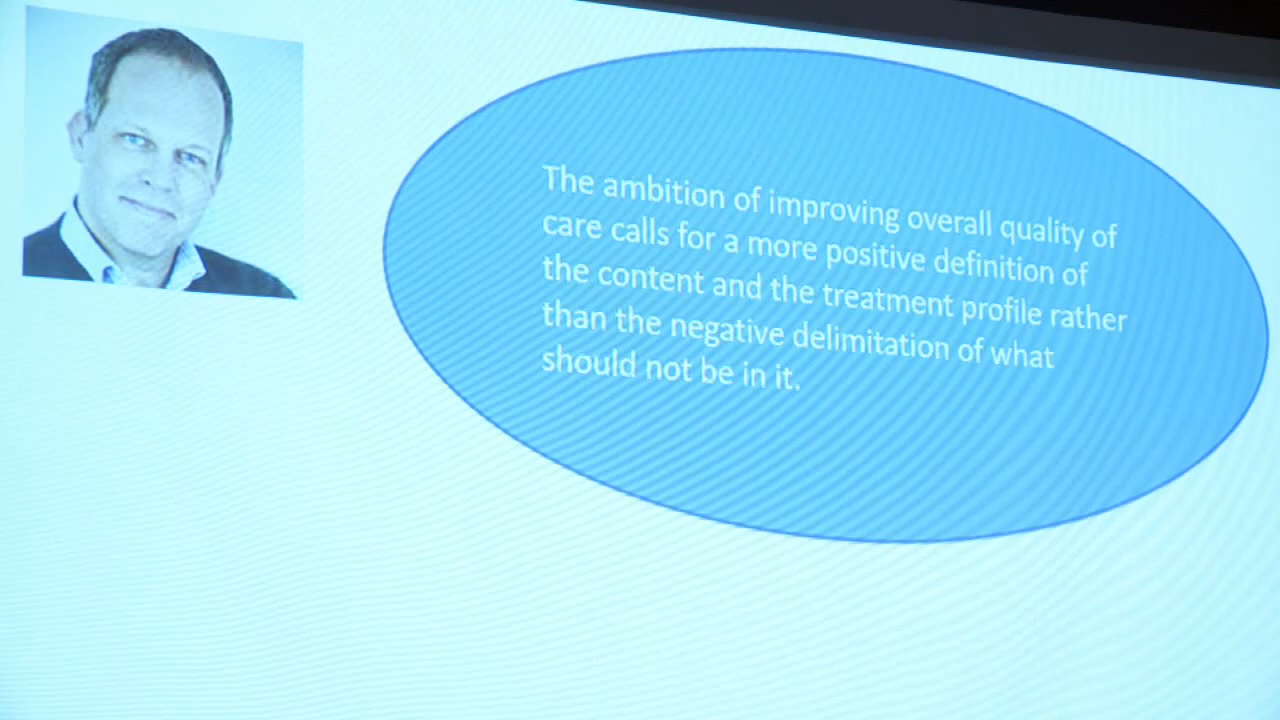 The ambition of improving overall quality of
care calls for a more positive definition of
the content and the treatment profile rather
than the negative delimitation of what
should not be in it.